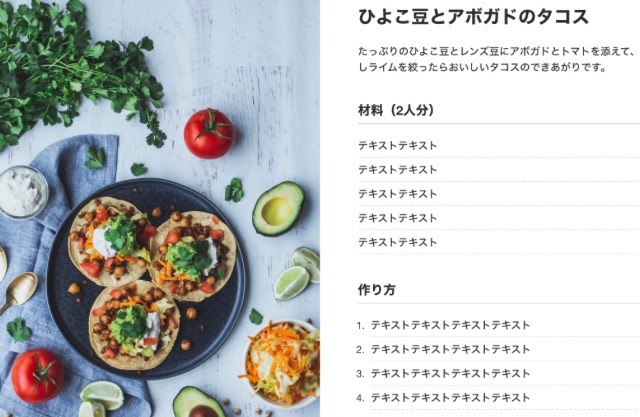 ひよこ豆とアボガドのタコス
たっぷりのひよこ豆とレンズ豆にアボガドとトマトを添えて、
しライムを絞ったらおいしいタコスのできあがりです。
材料（2人分）
テキストテキスト
テキストテキスト
テキストテキスト
テキストテキスト
テキストテキスト
作り方
1. テキストテキストテキストテキスト
2. テキストテキストテキストテキスト
3. テキストテキストテキストテキスト
4. テキストテキストテキストテキスト